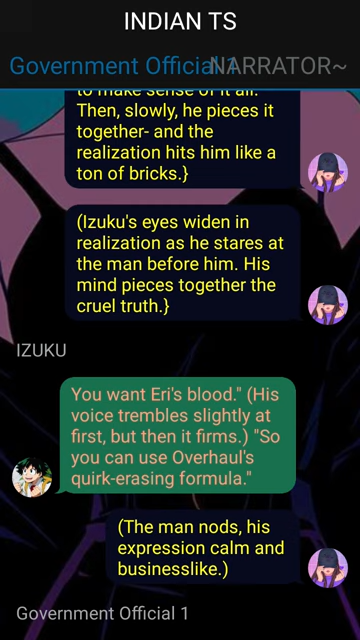 INDIAN TS
Government Official 1
NARRATOR~
to make sense of it all.
Then, slowly, he pieces it
together- and the
realization hits him like a
ton of bricks.}
(Izuku's eyes widen in
realization as he stares at
the man before him. His
mind pieces together the
cruel truth.}
IZUKU
You want Eri's blood." (His
voice trembles slightly at
first, but then it firms.) "So
you can use Overhaul's
quirk-erasing formula."
(The man nods, his
expression calm and
businesslike.)
Government Official 1